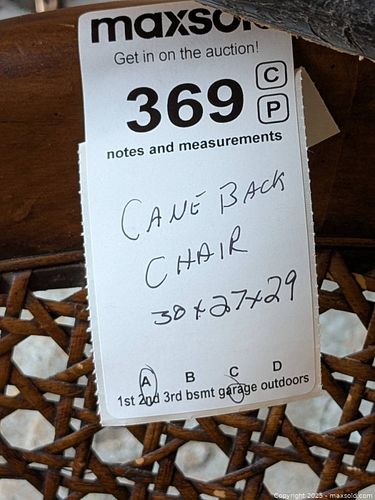 maxsold
Get in on the auction!
369
C
P
notes and measurements
CANE BACK
CHAIR
30x27x29
A B C D
1st 2nd 3rd bsmt garage outdoors
Copyright 2025 - maxsold.com